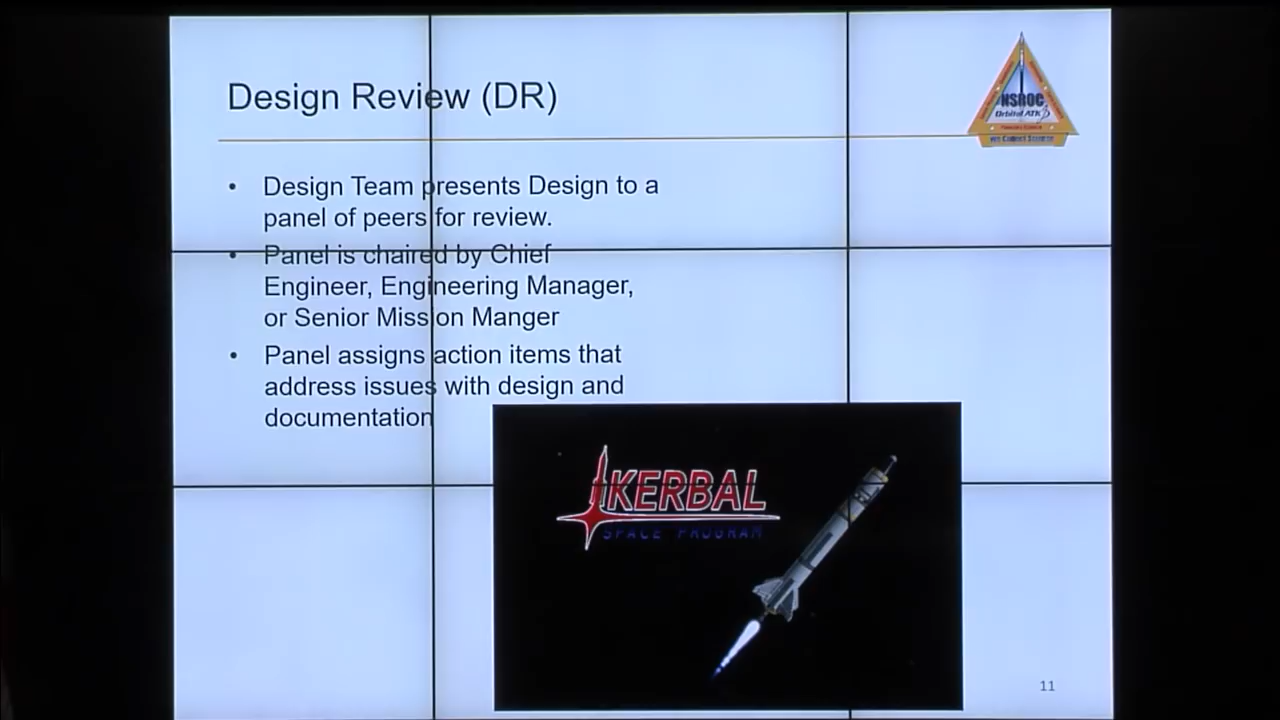 Design Review (DR)
NSROC
Orbital ATK
• Design Team presents Design to a
panel of peers for review.
• Panel is chaired by Chief
Engineer, Engineering Manager,
or Senior Mission Manger
• Panel assigns action items that
address issues with design and
documentation
KERBAL
SPACE PROGRAM
11